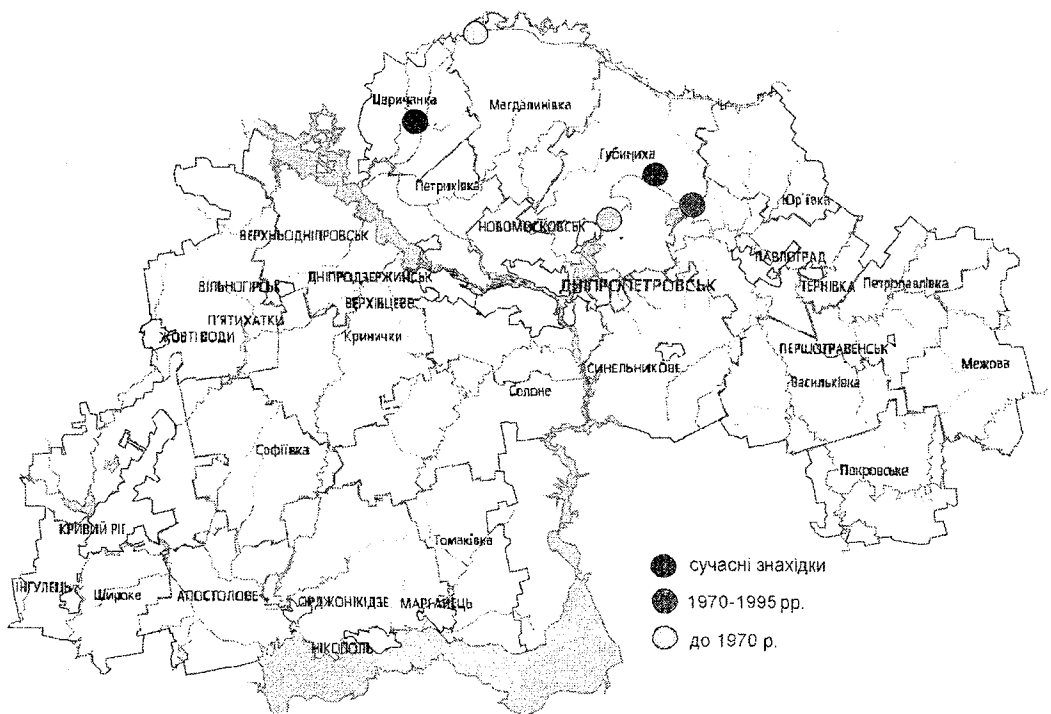 Царичанка
Магдалинівка
Губиниха
Петриківка
Юр'ївка
НОВОМОСКОВСЬК
ВЕРХНЬОДНІПРОВСЬК
ПАВЛОГРАД
ДНІПРОДЗЕРЖИНСЬК
ВІЛЬНОГІРСЬК
ДНІПРОПЕТРОВСЬК
ТЕРНІВКА
Петропавлівка
ВЕРХІВЦЕВЕ
П'ЯТИХАТКИ
ЖОВТІ ВОДИ
Кринички
ПЕРШОТРАВЕНСЬК
Межова
СИНЕЛЬНИКОВЕ
Васильківка
Солоне
Софіївка
Покровське
КРИВИЙ РІГ
Томаківка
сучасні знахідки
ІНГУЛЕЦЬ
Широке
АПОСТОЛОВЕ
ОРДЖОНІКІДЗЕ
МАРГАНЕЦЬ
1970-1995 рр.
НІКОПОЛЬ
до 1970 р.